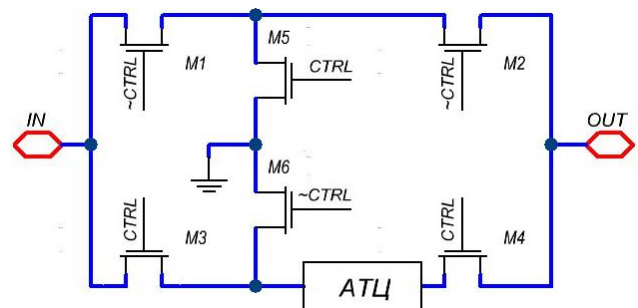 M5
M1
M2
CTRL
~CTRL
~CTRL
IN
OUT
M6
~CTRL
CTRL
CTRL
M3
M4
АТЦ